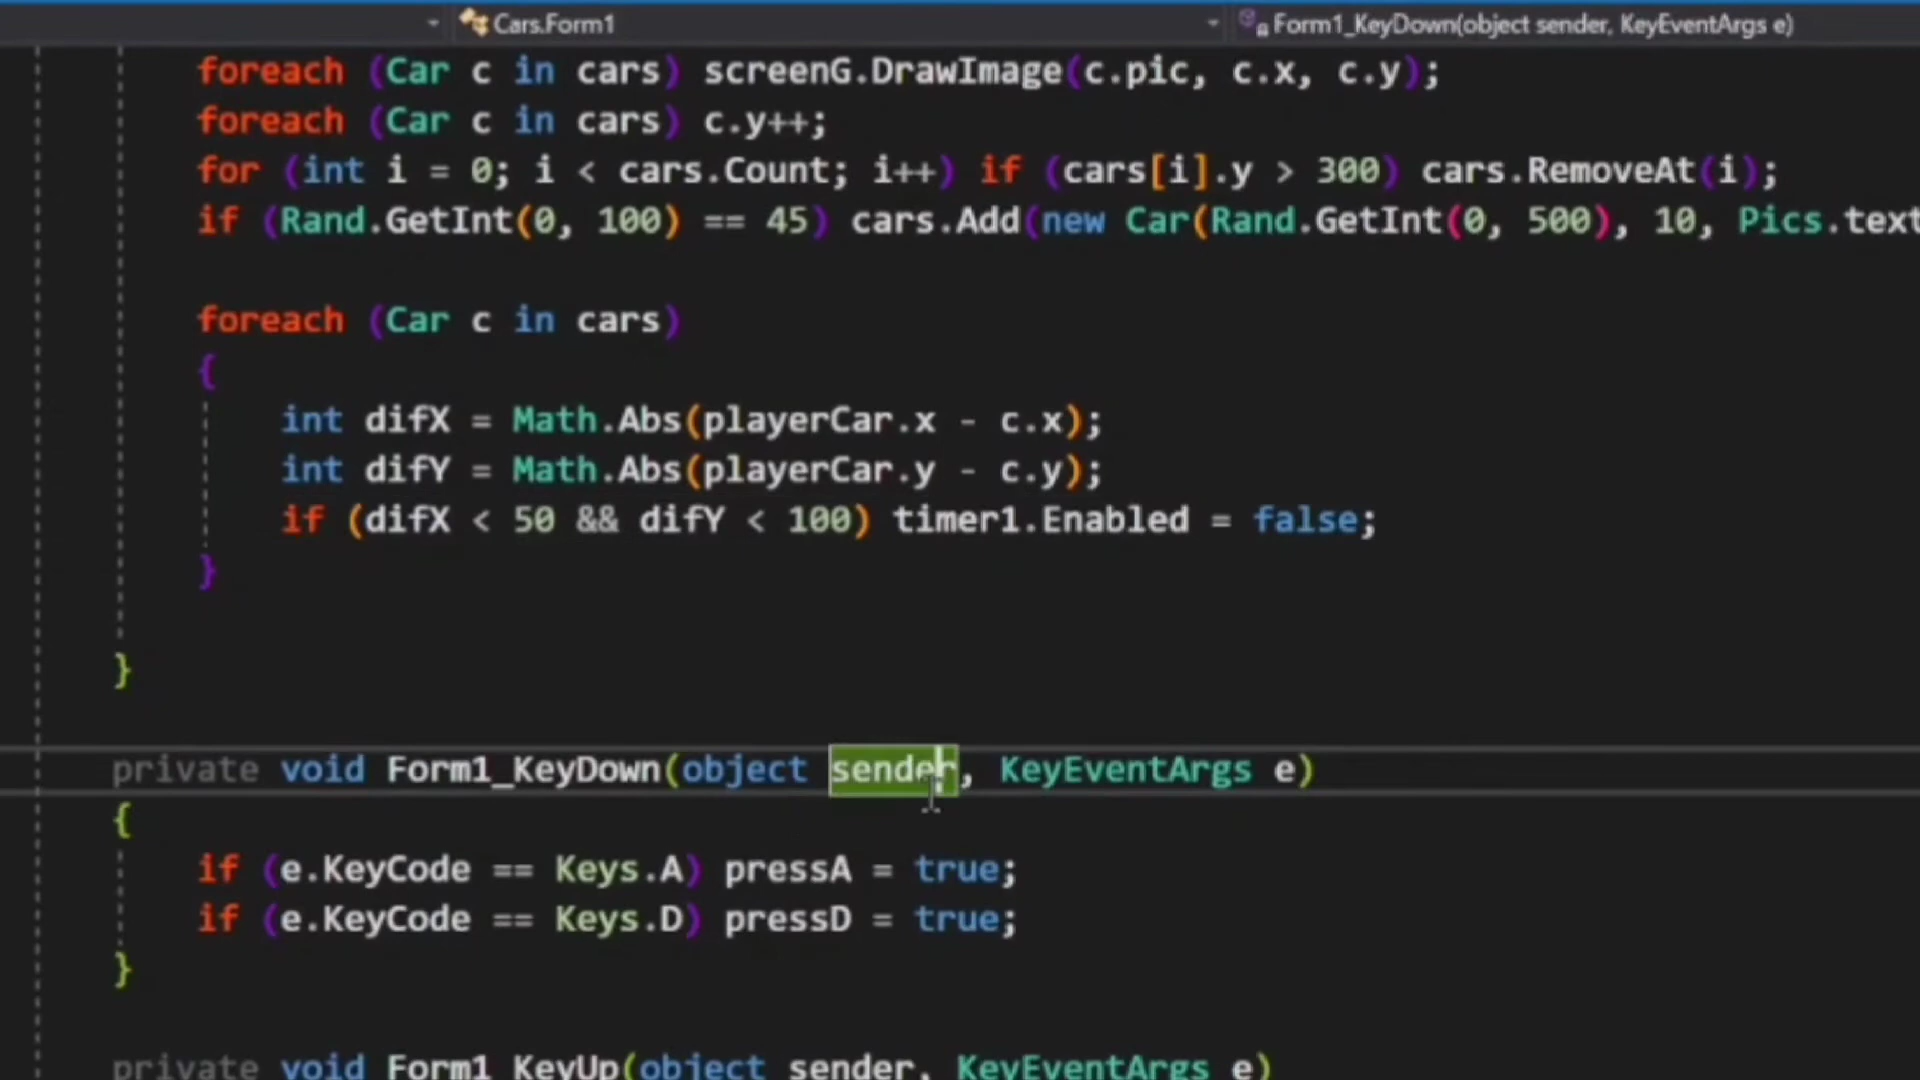 Cars.Form1 Form1_KeyDown(object sender, KeyEventArgs e)
foreach (Car c in cars) screenG.DrawImage(c.pic, c.x, c.y);
foreach (Car c in cars) c.y++;
for (int i = 0; i < cars.Count; i++) if (cars[i].y > 300) cars.RemoveAt(i);
if (Rand.GetInt(0, 100) == 45) cars.Add(new Car(Rand.GetInt(0, 500), 10, Pics.text
foreach (Car c in cars)
{
int difX = Math.Abs(playerCar.x - c.x);
int difY = Math.Abs(playerCar.y - c.y);
if (difX < 50 && difY < 100) timer1.Enabled = false;
}
}
private void Form1_KeyDown(object sender, KeyEventArgs e)
{
if (e.KeyCode == Keys.A) pressA = true;
if (e.KeyCode == Keys.D) pressD = true;
}
private void Form1_KeyUp(object sender, KeyEventArgs e)